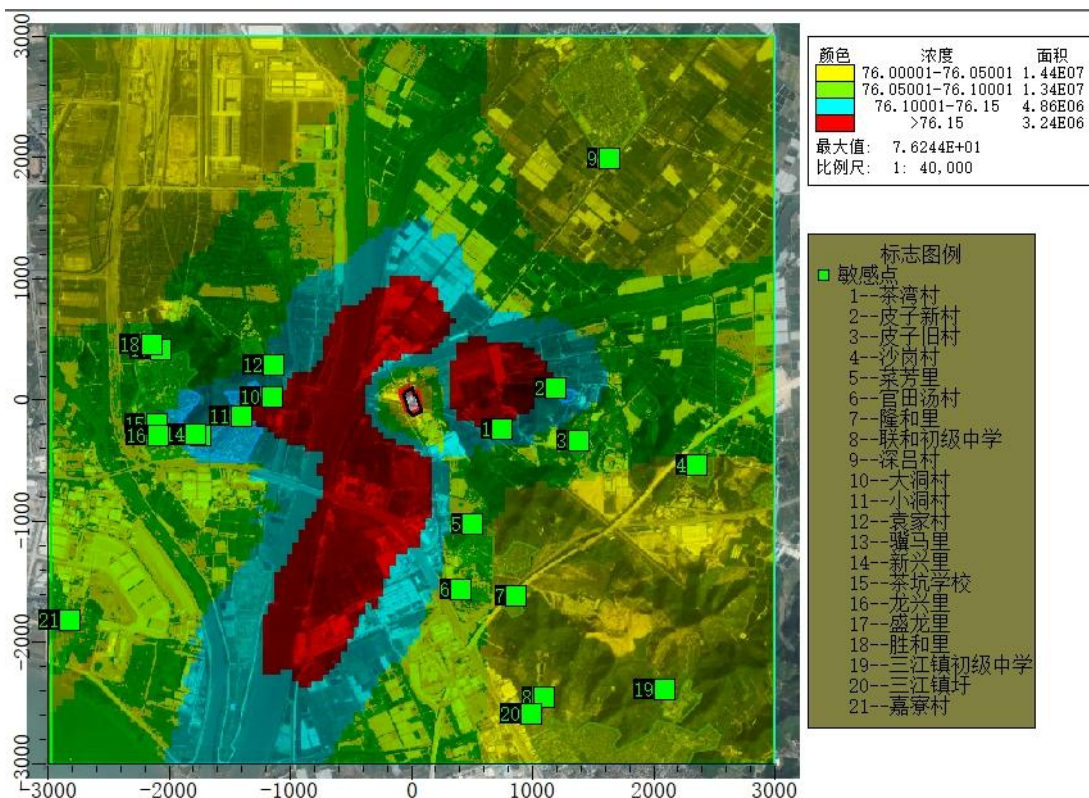 颜色 浓度 面积
76.00001-76.05001 1.44E07
76.05001-76.10001 1.34E07
76.10001-76.15 4.86E06
>76.15 3.24E06
最大值: 7.6244E+01
比例尺: 1: 40,000
标志图例
敏感点
1--茶湾村
2--皮子新村
3--皮子旧村
4--沙岗村
5--菜芳里
6--官田汤村
7--隆和里
8--联和初级中学
9--深吕村
10--大洞村
11--小洞村
12--袁家村
13--骥马里
14--新兴里
15--茶坑学校
16--龙兴里
17--盛龙里
18--胜和里
19--三江镇初级中学
20--三江镇圩
21--嘉寮村
3000
2000
1000
0
-1000
-2000
-3000
9
18
12
10
2
11
15
16
14
1
3
4
5
6
7
21
19
8
20
-3000 -2000 -1000 0 1000 2000 3000